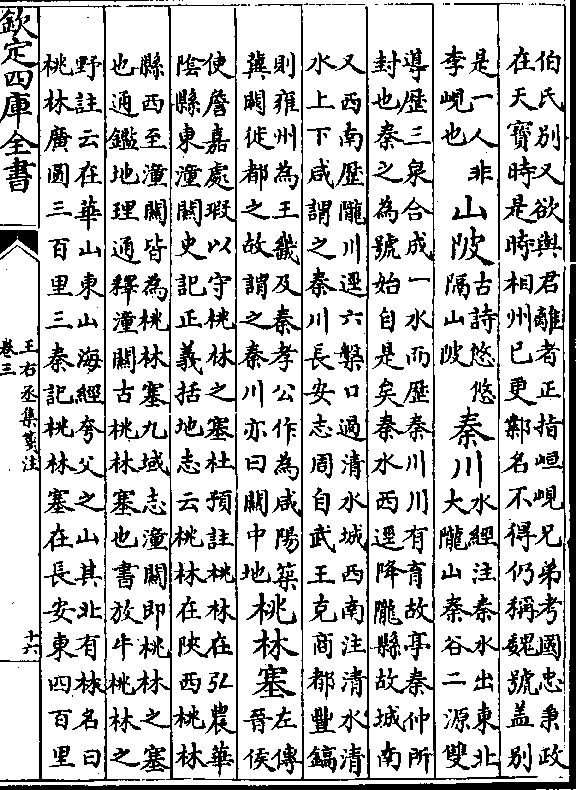 伯氏別又欲與君離者正指峘峴兄弟考國忠秉政
在天寶時是時相州已更鄴名不得仍稱魏號蓋別
是一人非
李峴也
山陂
古詩悠悠
隔山陂
秦川
水經注秦水出東北
大隴山秦谷二源雙
導歷三泉合成一水而歷秦川川有育故亭秦仲所
封也秦之為號始自是矣秦水西逕降隴縣故城南
又西南歷隴川逕六槃口過清水城西南注清水清
水上下咸謂之秦川長安志周自武王克商都豐鎬
則雍州為王畿及秦孝公作為咸陽築
冀闕徙都之故謂之秦川亦曰關中地
桃林塞
左傳
晉侯
使詹嘉處瑕以守桃林之塞杜預註桃林在弘農華
陰縣東潼關史記正義括地志云桃林在陝西桃林
縣西至潼關皆為桃林塞九域志潼關即桃林之塞
也通鑑地理通釋潼關古桃林塞也書放牛桃林之
野註云在華山東山海經夸父之山其北有林名曰
桃林廣圓三百里三秦記桃林塞在長安東四百里
欽定四庫全書
王右丞集箋注
卷三
十六